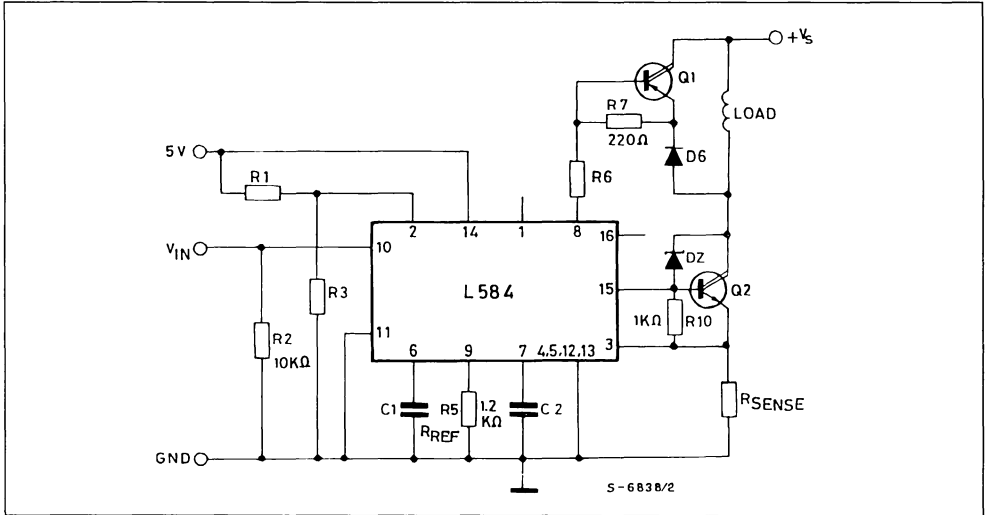 +Vs
Q1
R7
220Ω
LOAD
5V
D6
R1
R6
2
14
1
8
16
VIN
10
DZ
L584
15
Q2
R3
1KΩ
R10
R2
10KΩ
11
3
6
9
7
4,5,12,13
C1
R5
1.2
KΩ
C2
RSENSE
RREF
GND
S-6838/2